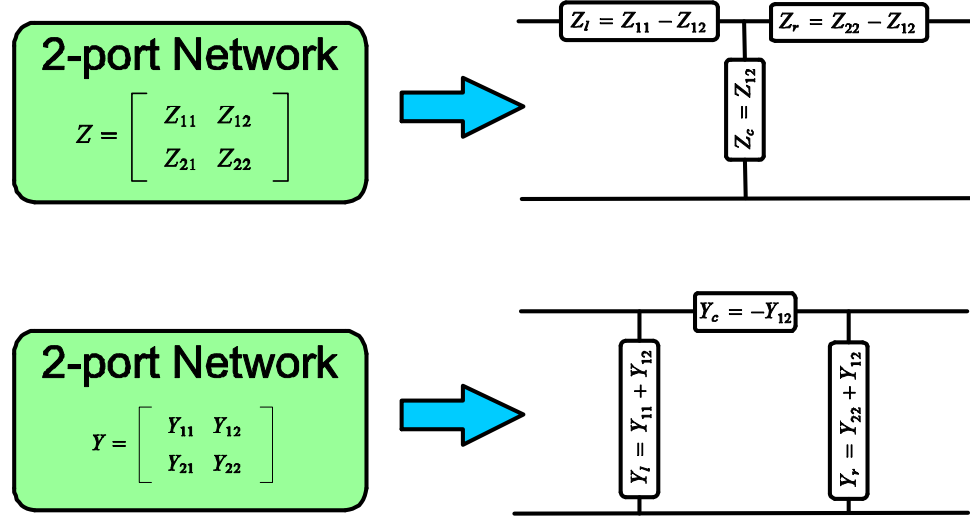 2-port Network
Z = [ Z11 Z12
Z21 Z22 ]
Zl = Z11 − Z12
Zr = Z22 − Z12
Zc = Z12
2-port Network
Y = [ Y11 Y12
Y21 Y22 ]
Yc = −Y12
Yl = Y11 + Y12
Yr = Y22 + Y12